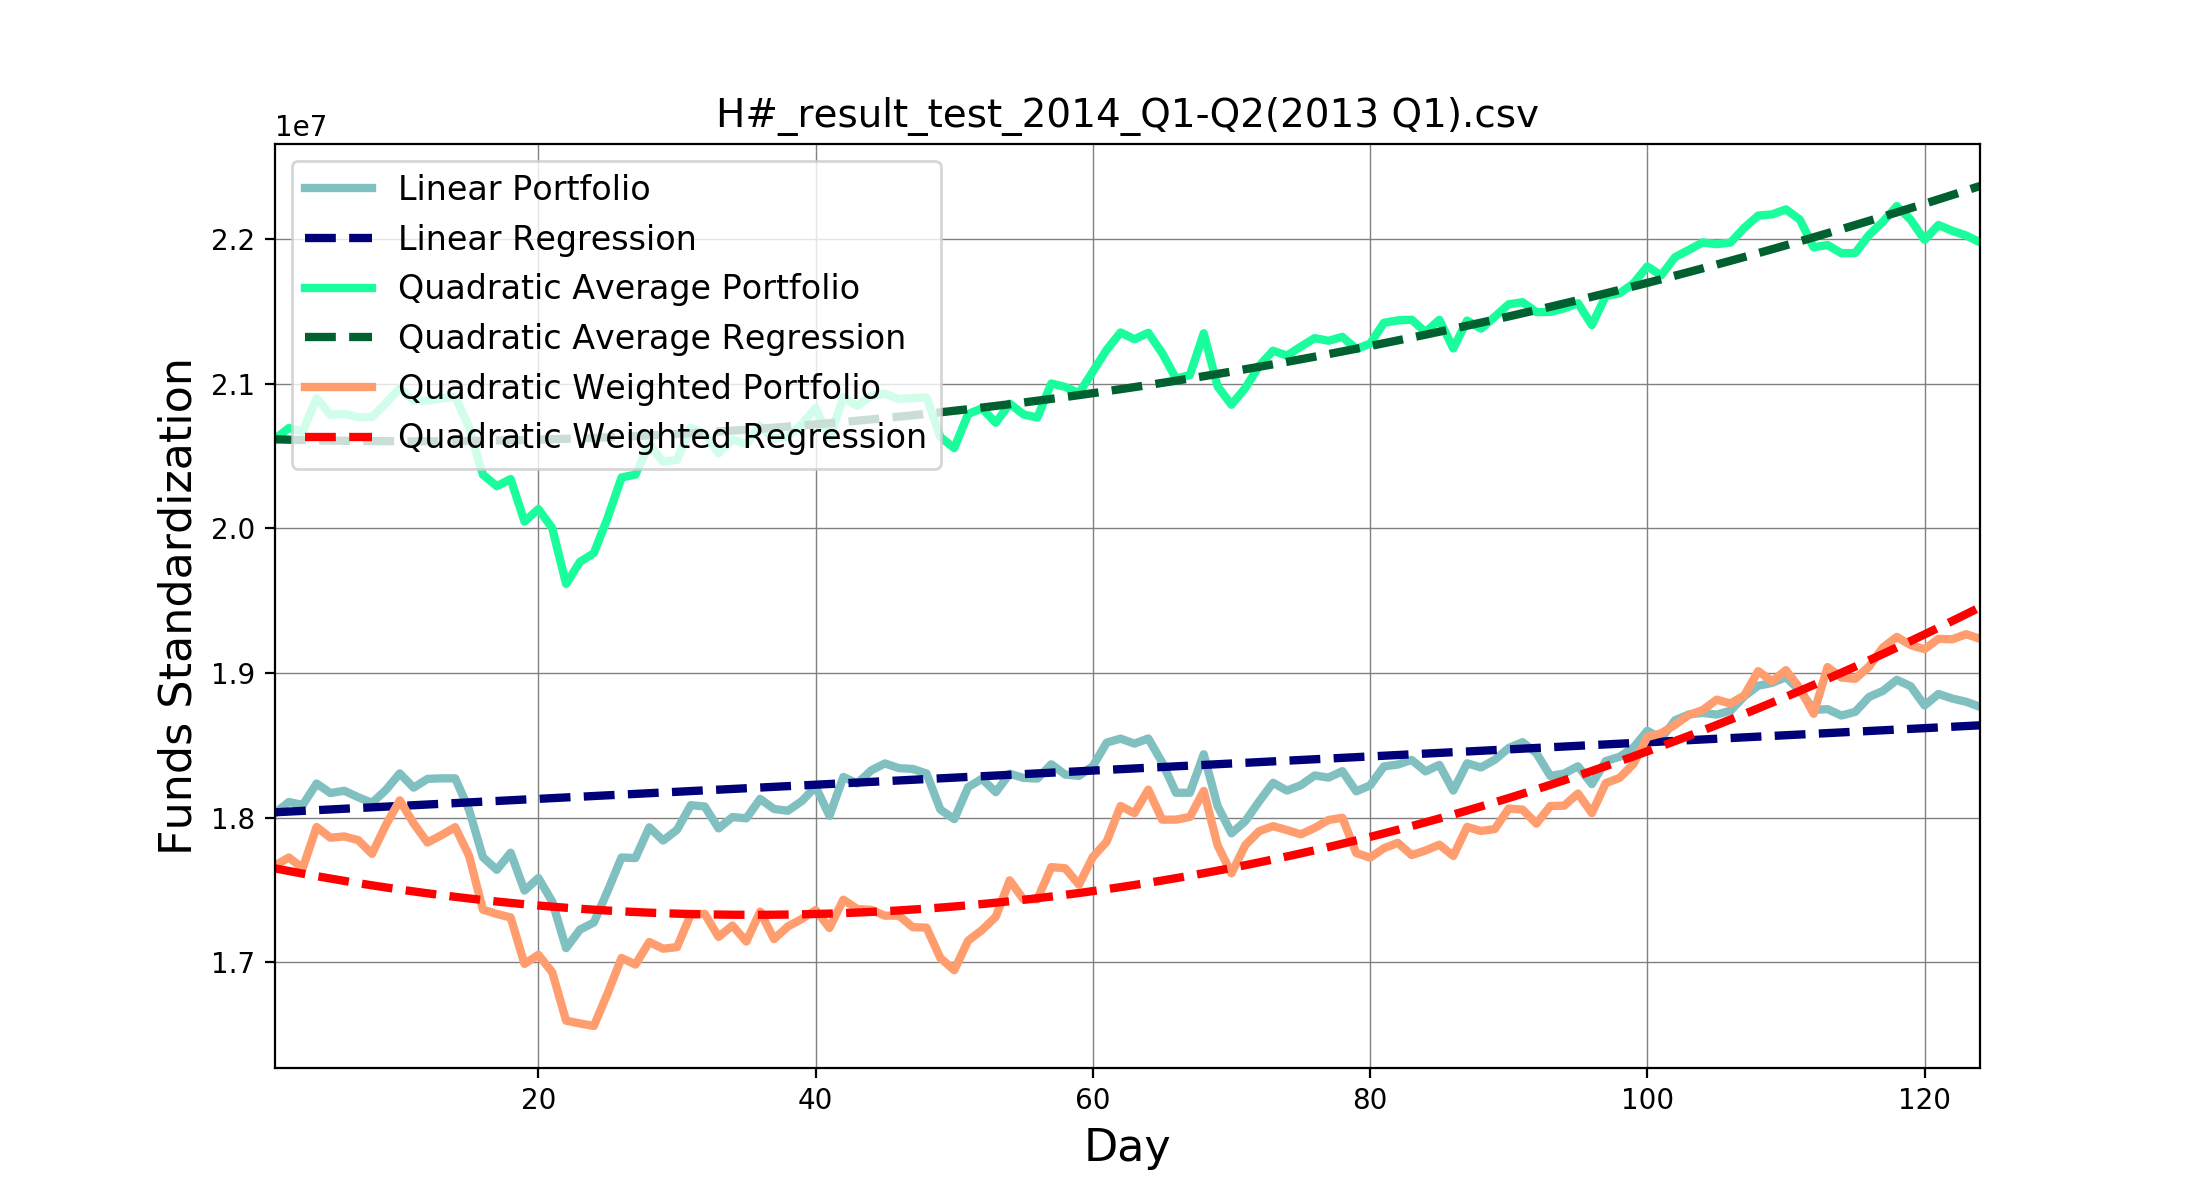 H#_result_test_2014_Q1-Q2(2013 Q1).csv
1e7
Linear Portfolio
Linear Regression
Quadratic Average Portfolio
Quadratic Average Regression
Quadratic Weighted Portfolio
Quadratic Weighted Regression
2.2
2.1
2.0
1.9
1.8
1.7
Funds Standardization
20 40 60 80 100 120
Day